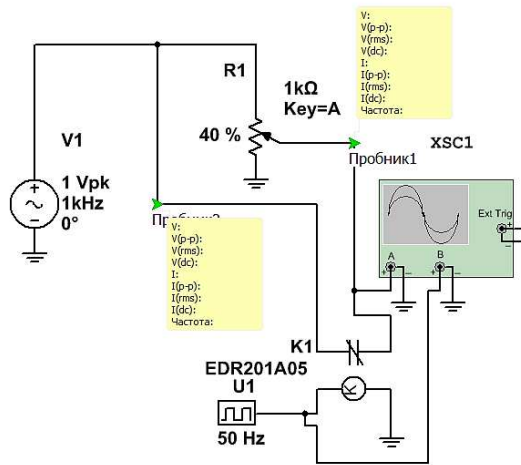 R1
1kΩ
Key=A
40 %
V:
V(p-p):
V(rms):
V(dc):
I:
I(p-p):
I(rms):
I(dc):
Частота:
Пробник1
XSC1
Ext Trig
+
−
A
B
+ −
+ −
V1
+
−
1 Vpk
1kHz
0°
V:
V(p-p):
V(rms):
V(dc):
I:
I(p-p):
I(rms):
I(dc):
Частота:
K1
EDR201A05
K
U1
50 Hz